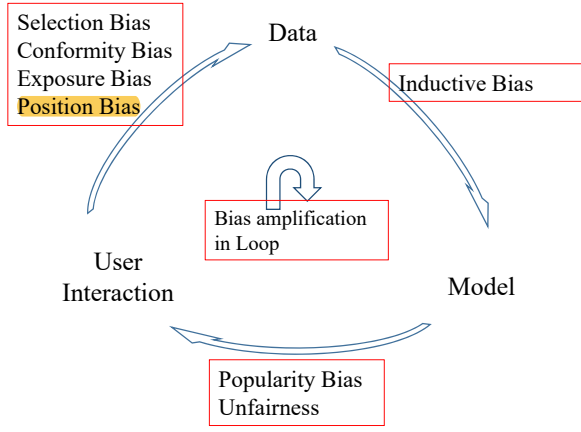 Selection Bias
Conformity Bias
Exposure Bias
Position Bias
Data
Inductive Bias
Bias amplification
in Loop
User
Interaction
Model
Popularity Bias
Unfairness